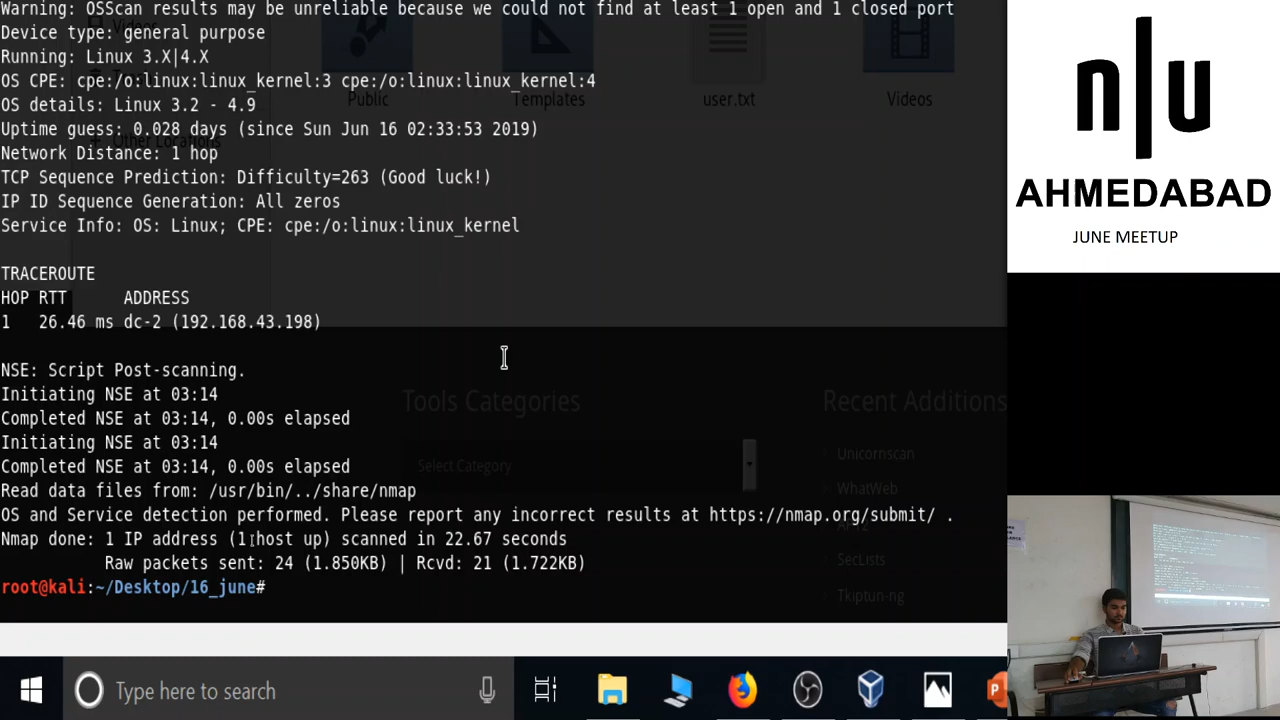 Warning: OSScan results may be unreliable because we could not find at least 1 open and 1 closed port
Device type: general purpose
Running: Linux 3.X|4.X
OS CPE: cpe:/o:linux:linux_kernel:3 cpe:/o:linux:linux_kernel:4
OS details: Linux 3.2 - 4.9
Uptime guess: 0.028 days (since Sun Jun 16 02:33:53 2019)
Network Distance: 1 hop
TCP Sequence Prediction: Difficulty=263 (Good luck!)
IP ID Sequence Generation: All zeros
Service Info: OS: Linux; CPE: cpe:/o:linux:linux_kernel
TRACEROUTE
HOP RTT ADDRESS
1 26.46 ms dc-2 (192.168.43.198)
NSE: Script Post-scanning.
Initiating NSE at 03:14
Completed NSE at 03:14, 0.00s elapsed
Initiating NSE at 03:14
Completed NSE at 03:14, 0.00s elapsed
Read data files from: /usr/bin/../share/nmap
OS and Service detection performed. Please report any incorrect results at https://nmap.org/submit/ .
Nmap done: 1 IP address (1 host up) scanned in 22.67 seconds
Raw packets sent: 24 (1.850KB) | Rcvd: 21 (1.722KB)
root@kali:~/Desktop/16_june#
Public
Templates
user.txt
Videos
Videos
Other Locations
Tools Categories
Select Category
Recent Additions
Unicornscan
WhatWeb
SecLists
Tkiptun-ng
Type here to search
n|u
AHMEDABAD
JUNE MEETUP